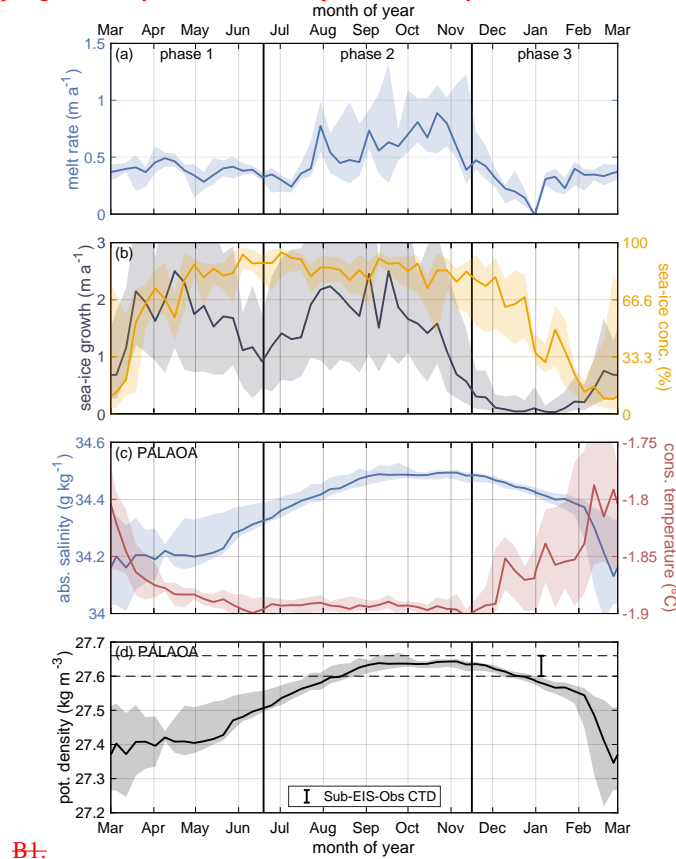 month of year
Mar Apr May Jun Jul Aug Sep Oct Nov Dec Jan Feb Mar
1.5
(a)
phase 1
phase 2
phase 3
1
0.5
0
melt rate (m a-1)
3
(b)
2
1
0
sea-ice growth (m a-1)
100
66.6
33.3
0
sea-ice conc. (%)
34.6
(c) PALAOA
34.4
34.2
34
abs. salinity (g kg-1)
-1.75
-1.8
-1.85
-1.9
cons. temperature (°C)
27.7
(d) PALAOA
27.6
27.5
27.4
27.3
27.2
pot. density (kg m-3)
Sub-EIS-Obs CTD
Mar Apr May Jun Jul Aug Sep Oct Nov Dec Jan Feb Mar
month of year
B1.